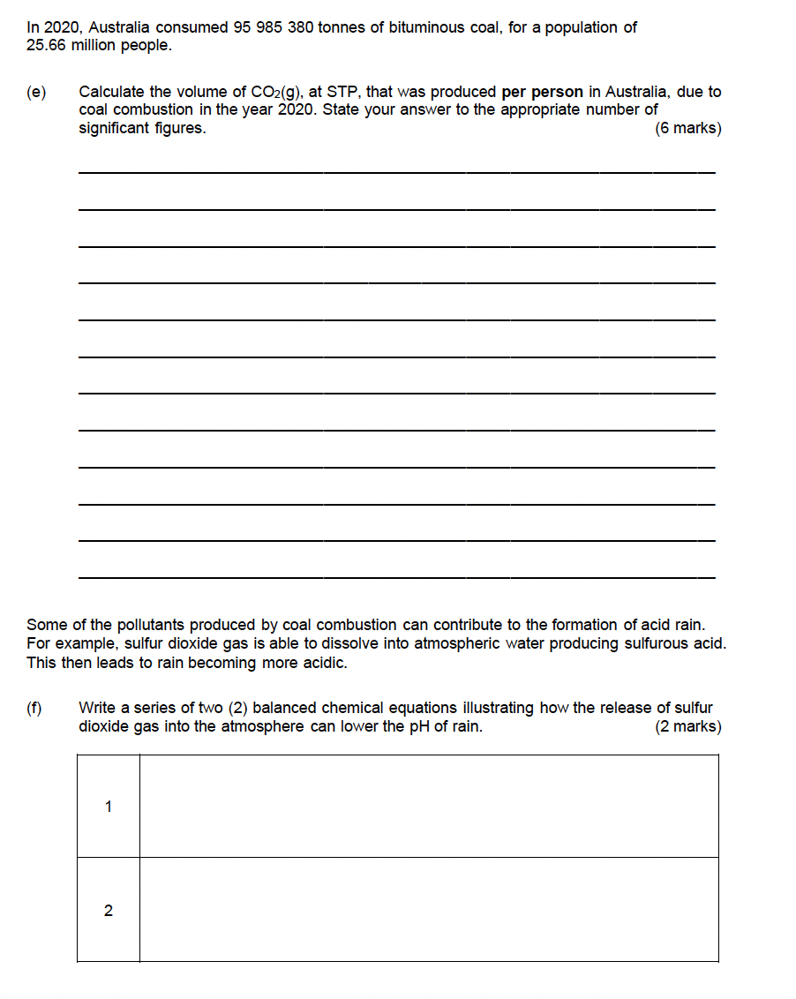 In 2020, Australia consumed 95 985 380 tonnes of bituminous coal, for a population of
25.66 million people.
(e) Calculate the volume of CO2(g), at STP, that was produced per person in Australia, due to
coal combustion in the year 2020. State your answer to the appropriate number of
significant figures. (6 marks)
Some of the pollutants produced by coal combustion can contribute to the formation of acid rain.
For example, sulfur dioxide gas is able to dissolve into atmospheric water producing sulfurous acid.
This then leads to rain becoming more acidic.
(f) Write a series of two (2) balanced chemical equations illustrating how the release of sulfur
dioxide gas into the atmosphere can lower the pH of rain. (2 marks)
1
2